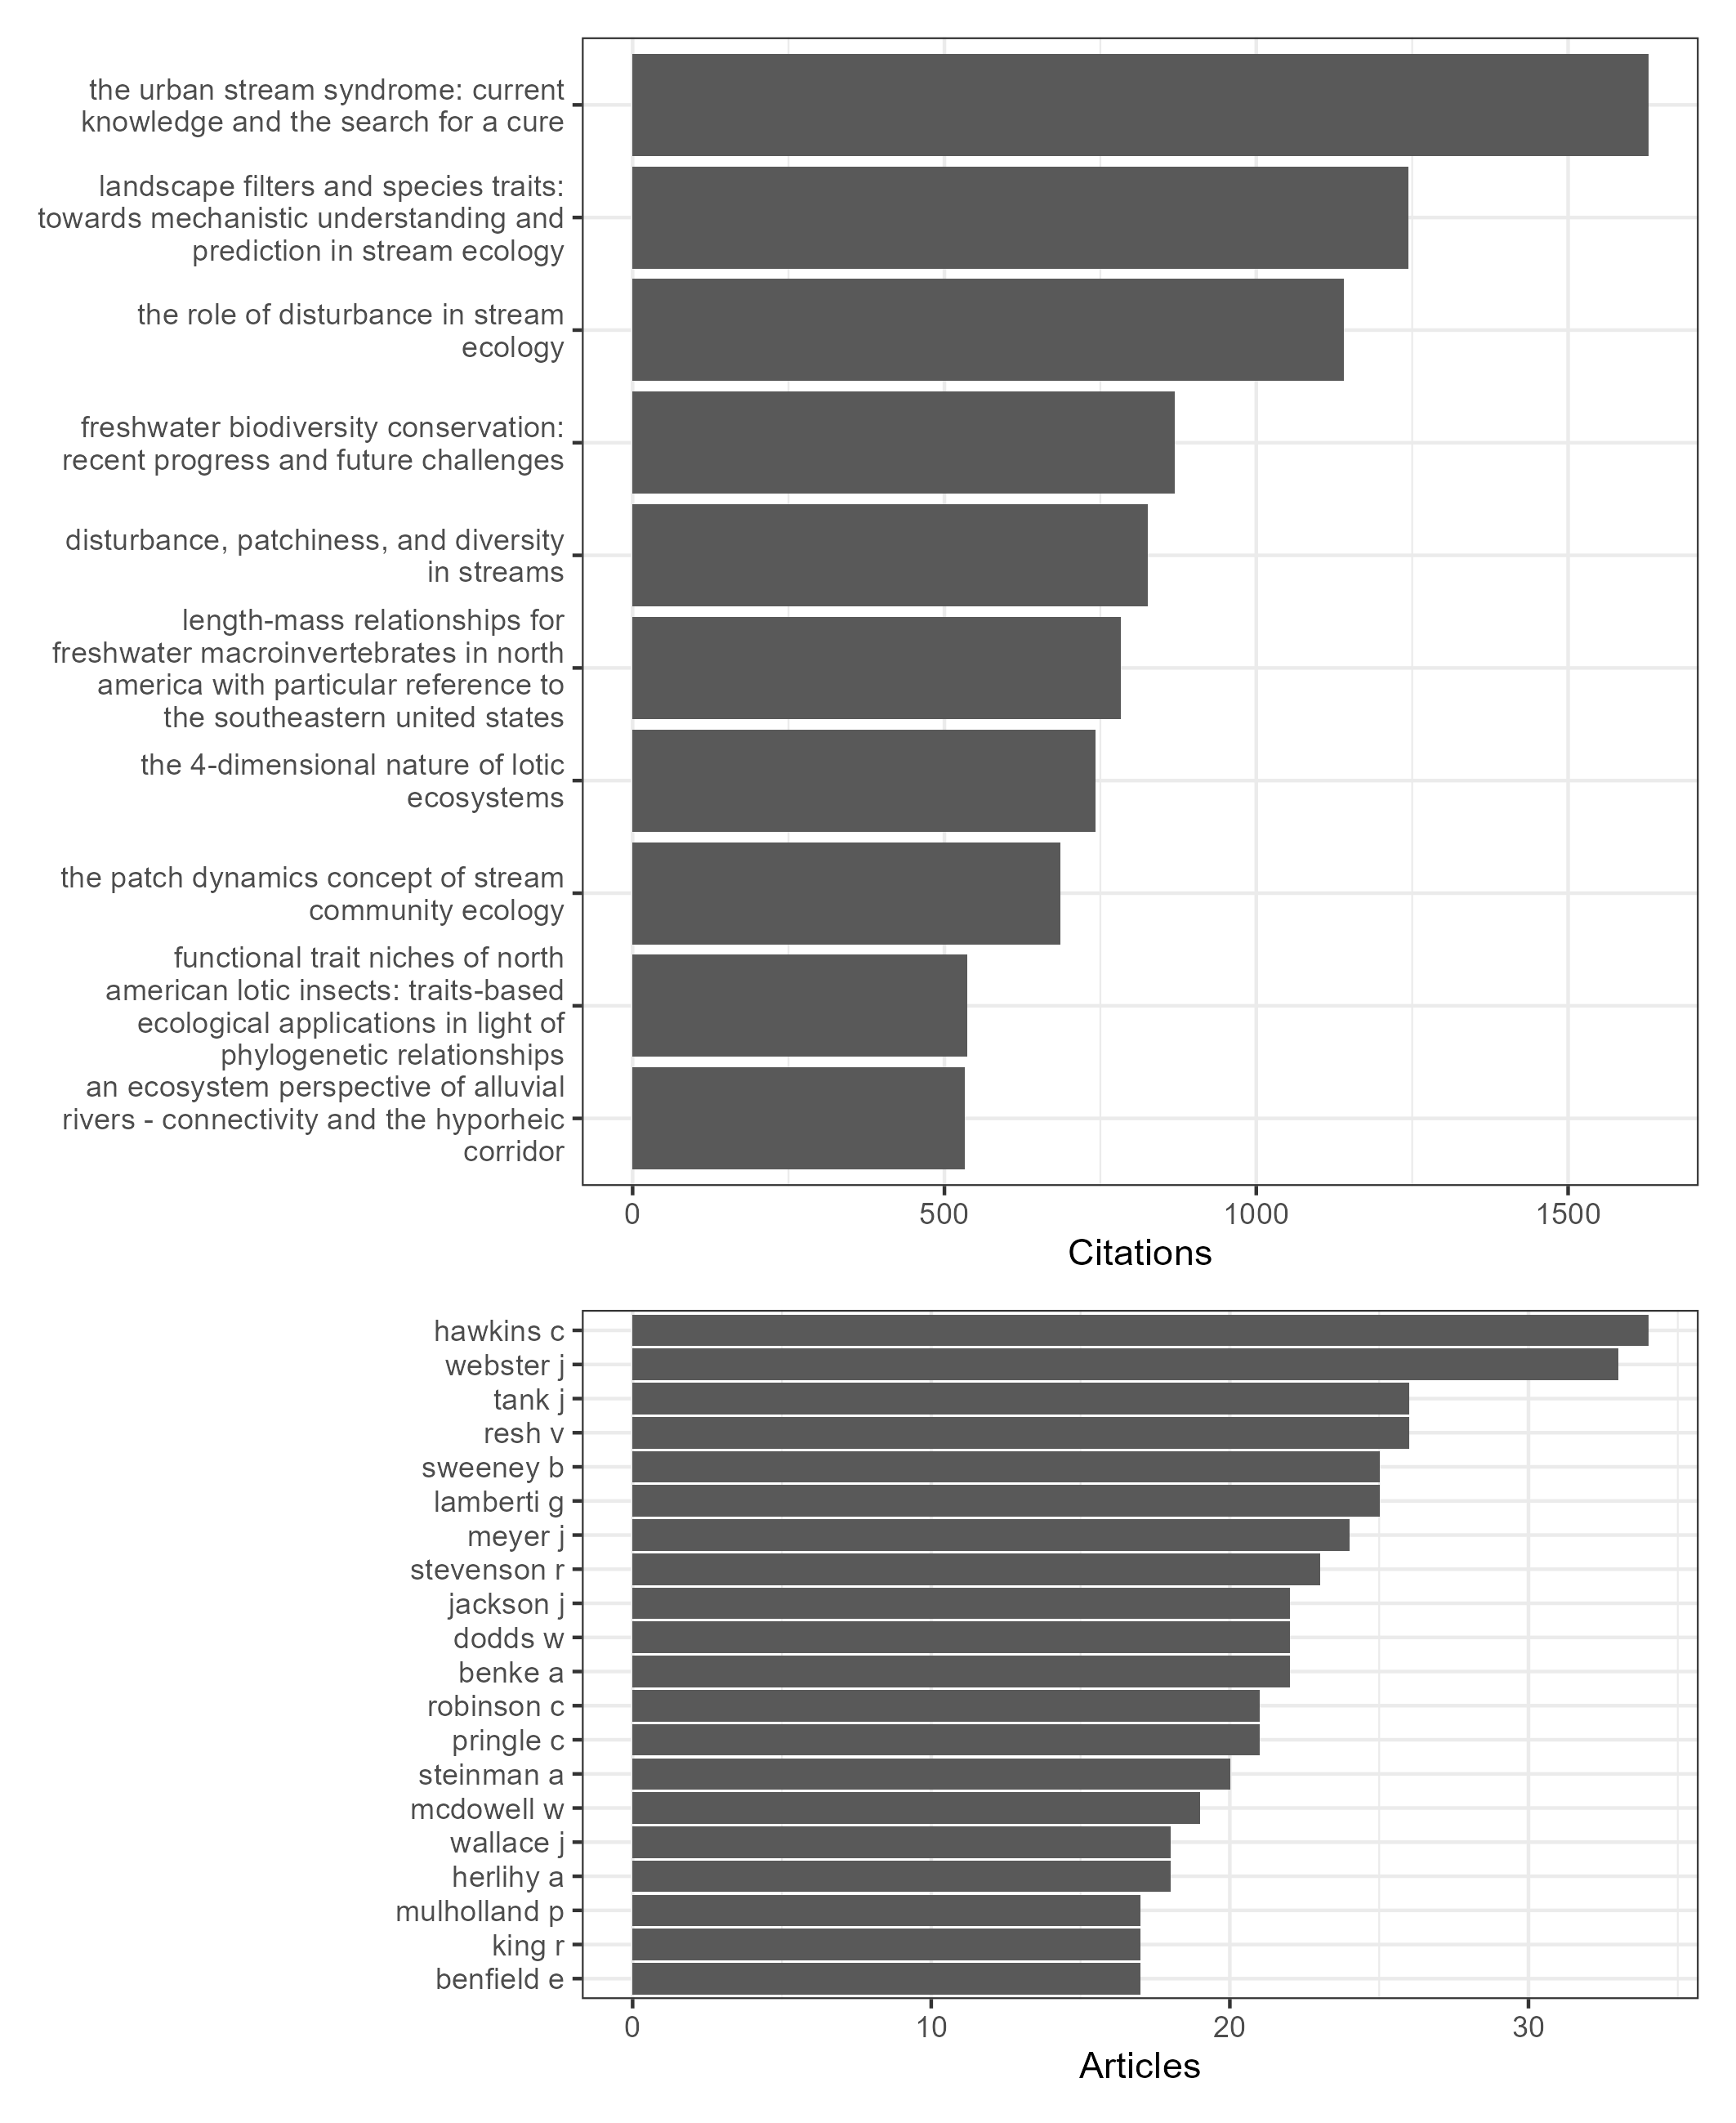 the urban stream syndrome: current
knowledge and the search for a cure
landscape filters and species traits:
towards mechanistic understanding and
prediction in stream ecology
the role of disturbance in stream
ecology
freshwater biodiversity conservation:
recent progress and future challenges
disturbance, patchiness, and diversity
in streams
length-mass relationships for
freshwater macroinvertebrates in north
america with particular reference to
the southeastern united states
the 4-dimensional nature of lotic
ecosystems
the patch dynamics concept of stream
community ecology
functional trait niches of north
american lotic insects: traits-based
ecological applications in light of
phylogenetic relationships
an ecosystem perspective of alluvial
rivers - connectivity and the hyporheic
corridor
0 500 1000 1500
Citations
hawkins c
webster j
tank j
resh v
sweeney b
lamberti g
meyer j
stevenson r
jackson j
dodds w
benke a
robinson c
pringle c
steinman a
mcdowell w
wallace j
herlihy a
mulholland p
king r
benfield e
0 10 20 30
Articles